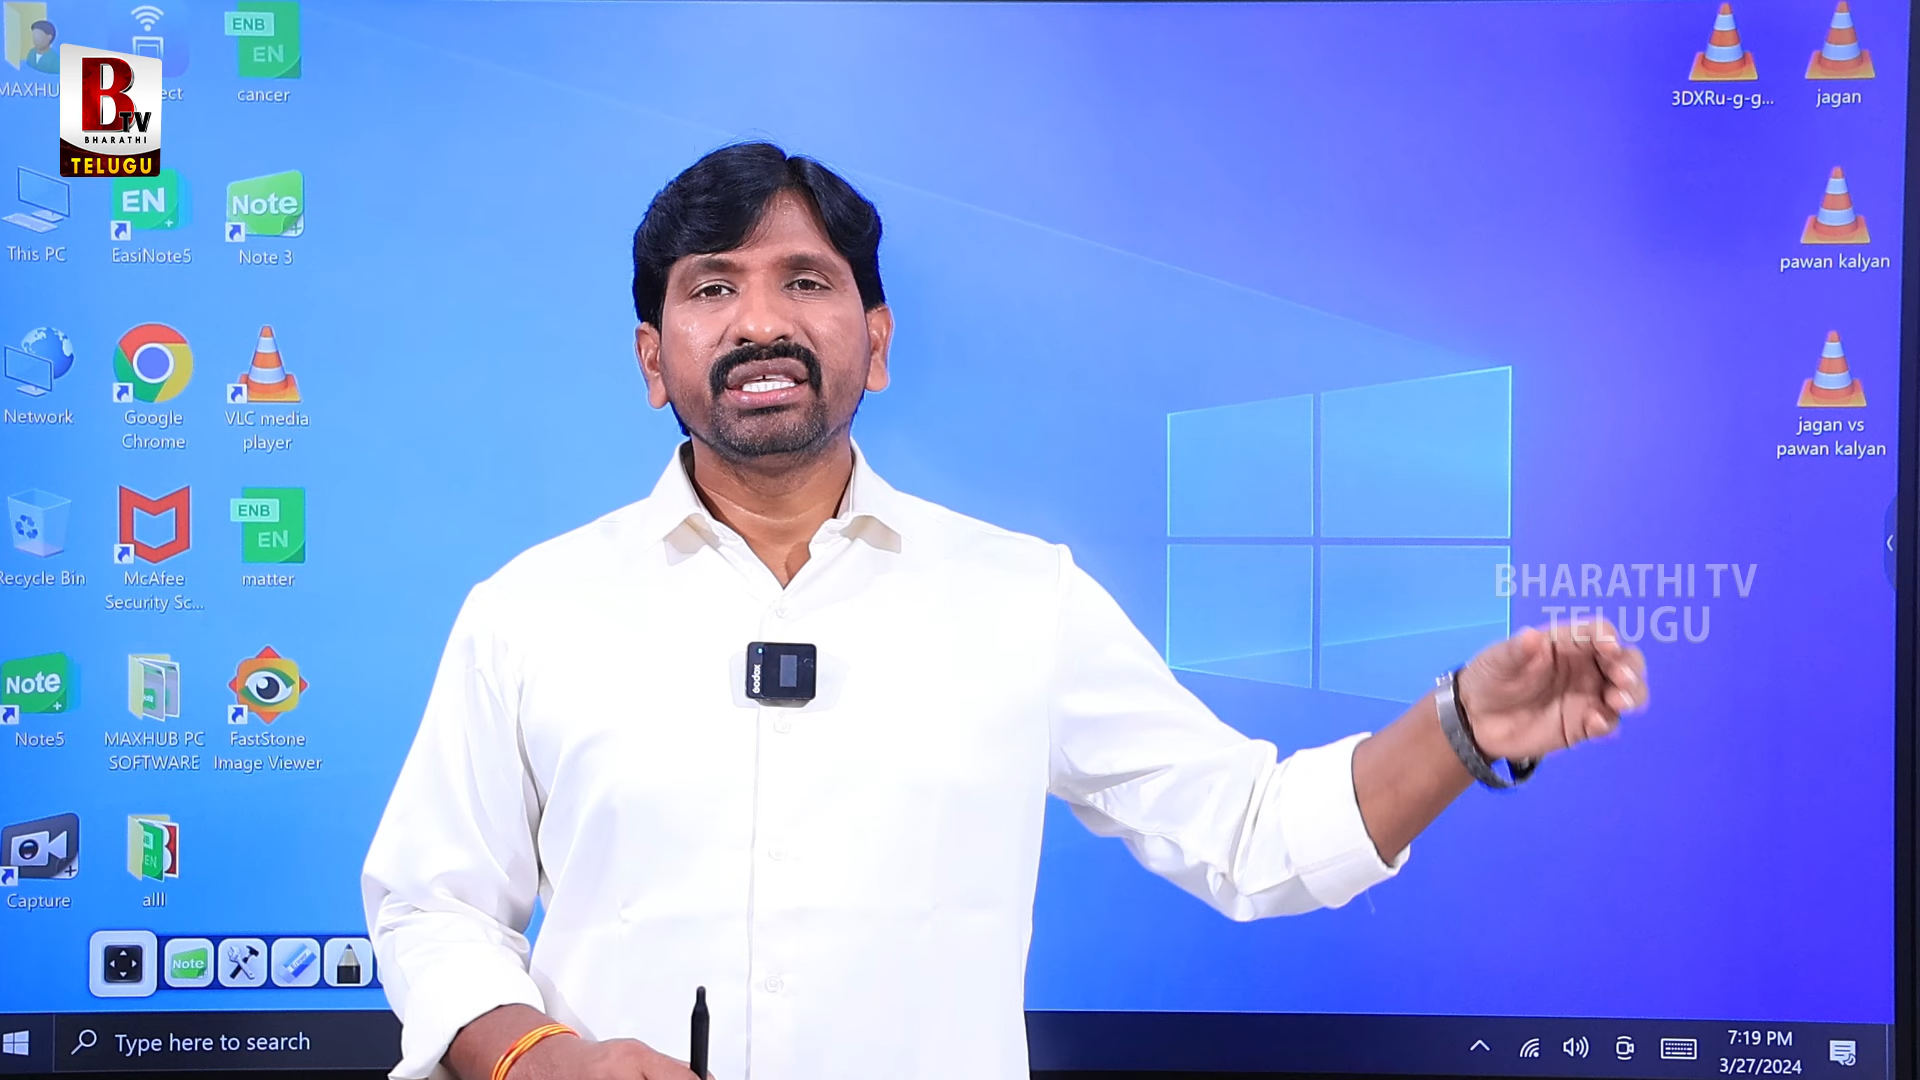 B
TV
BHARATHI
TELUGU
MAXHU
ect
ENB
EN
cancer
This PC
EN
EasiNote5
Note
Note 3
Network
Google
Chrome
VLC media
player
Recycle Bin
McAfee
Security Sc...
ENB
EN
matter
Note
Note5
MAXHUB PC
SOFTWARE
FastStone
Image Viewer
Capture
EN
allI
Note
Type here to search
3DXRu-g-g...
jagan
pawan kalyan
jagan vs
pawan kalyan
BHARATHI TV
TELUGU
Godox
7:19 PM
3/27/2024